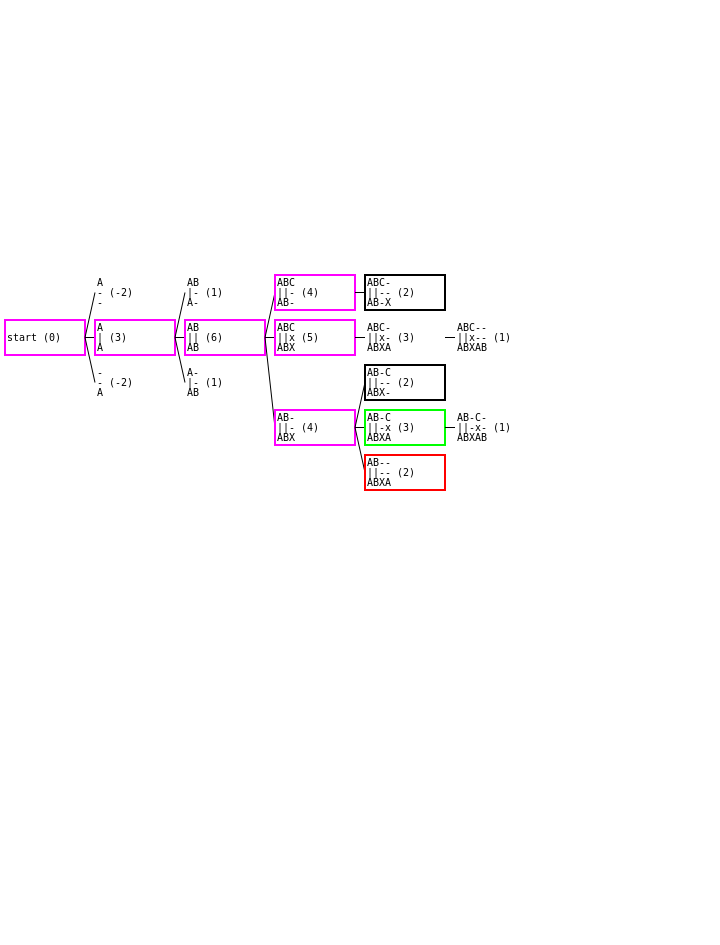 start (0)
A
- (-2)
-
A
| (3)
A
-
- (-2)
A
AB
|- (1)
A-
AB
|| (6)
AB
A-
|- (1)
AB
ABC
||- (4)
AB-
ABC
||x (5)
ABX
AB-
||- (4)
ABX
ABC-
||-- (2)
AB-X
ABC-
||x- (3)
ABXA
AB-C
||-- (2)
ABX-
AB-C
||-x (3)
ABXA
AB--
||-- (2)
ABXA
ABC--
||x-- (1)
ABXAB
AB-C-
||-x- (1)
ABXAB